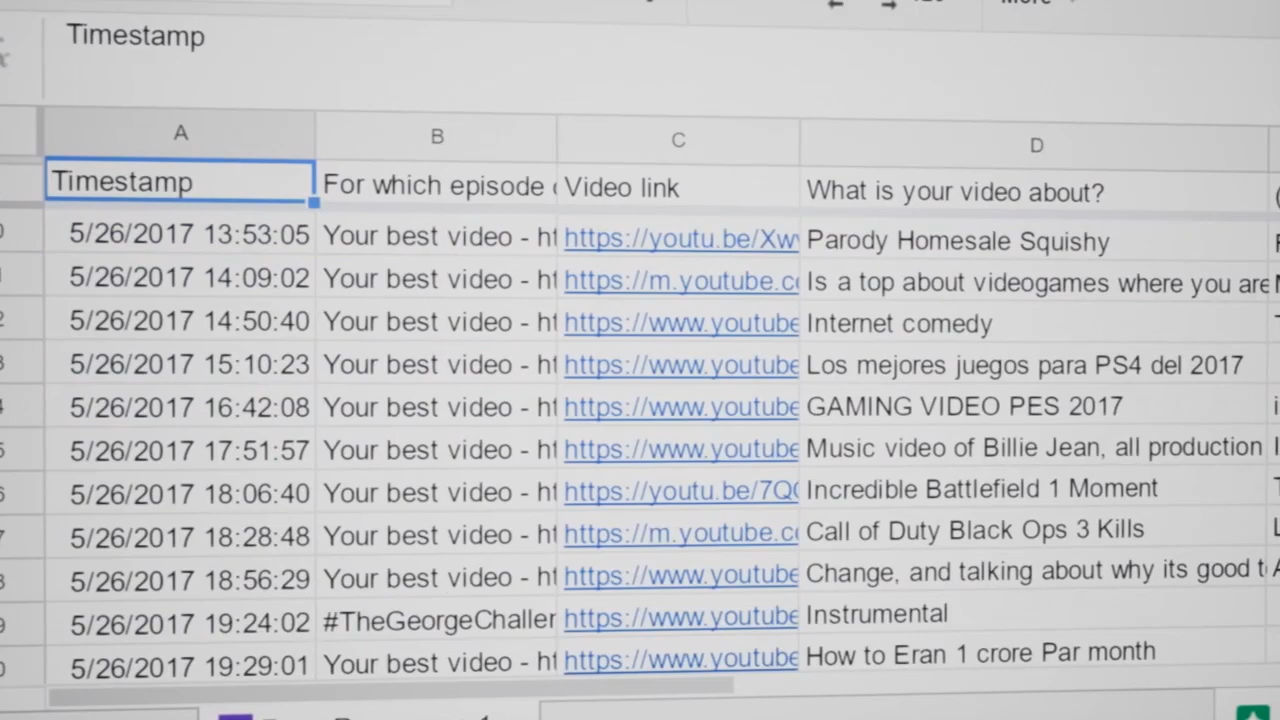 Timestamp
A B C D
Timestamp For which episode Video link What is your video about?
5/26/2017 13:53:05 Your best video - ht https://youtu.be/Xw Parody Homesale Squishy
5/26/2017 14:09:02 Your best video - ht https://m.youtube.c Is a top about videogames where you are
5/26/2017 14:50:40 Your best video - ht https://www.youtube Internet comedy
5/26/2017 15:10:23 Your best video - ht https://www.youtube Los mejores juegos para PS4 del 2017
5/26/2017 16:42:08 Your best video - ht https://www.youtube GAMING VIDEO PES 2017
5/26/2017 17:51:57 Your best video - ht https://www.youtube Music video of Billie Jean, all production
5/26/2017 18:06:40 Your best video - ht https://youtu.be/7Q Incredible Battlefield 1 Moment
5/26/2017 18:28:48 Your best video - ht https://m.youtube.c Call of Duty Black Ops 3 Kills
5/26/2017 18:56:29 Your best video - ht https://www.youtube Change, and talking about why its good t
5/26/2017 19:24:02 #TheGeorgeChaller https://www.youtube Instrumental
5/26/2017 19:29:01 Your best video - ht https://www.youtube How to Eran 1 crore Par month